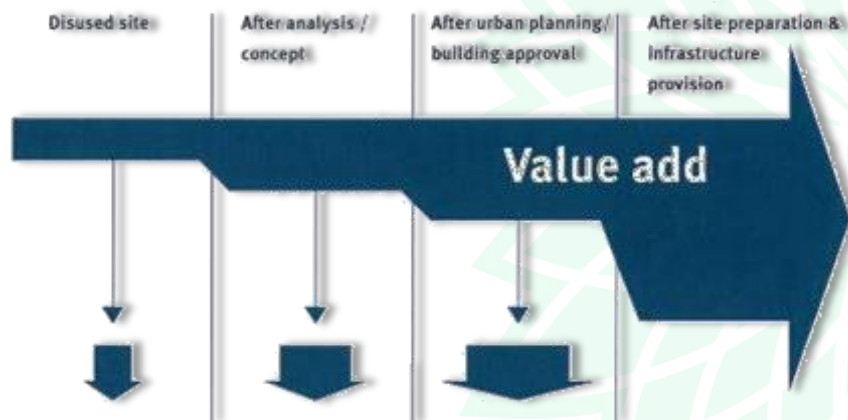 Disused site
After analysis /
concept
After urban planning/
building approval
After site preparation &
infrastructure
provision
Value add